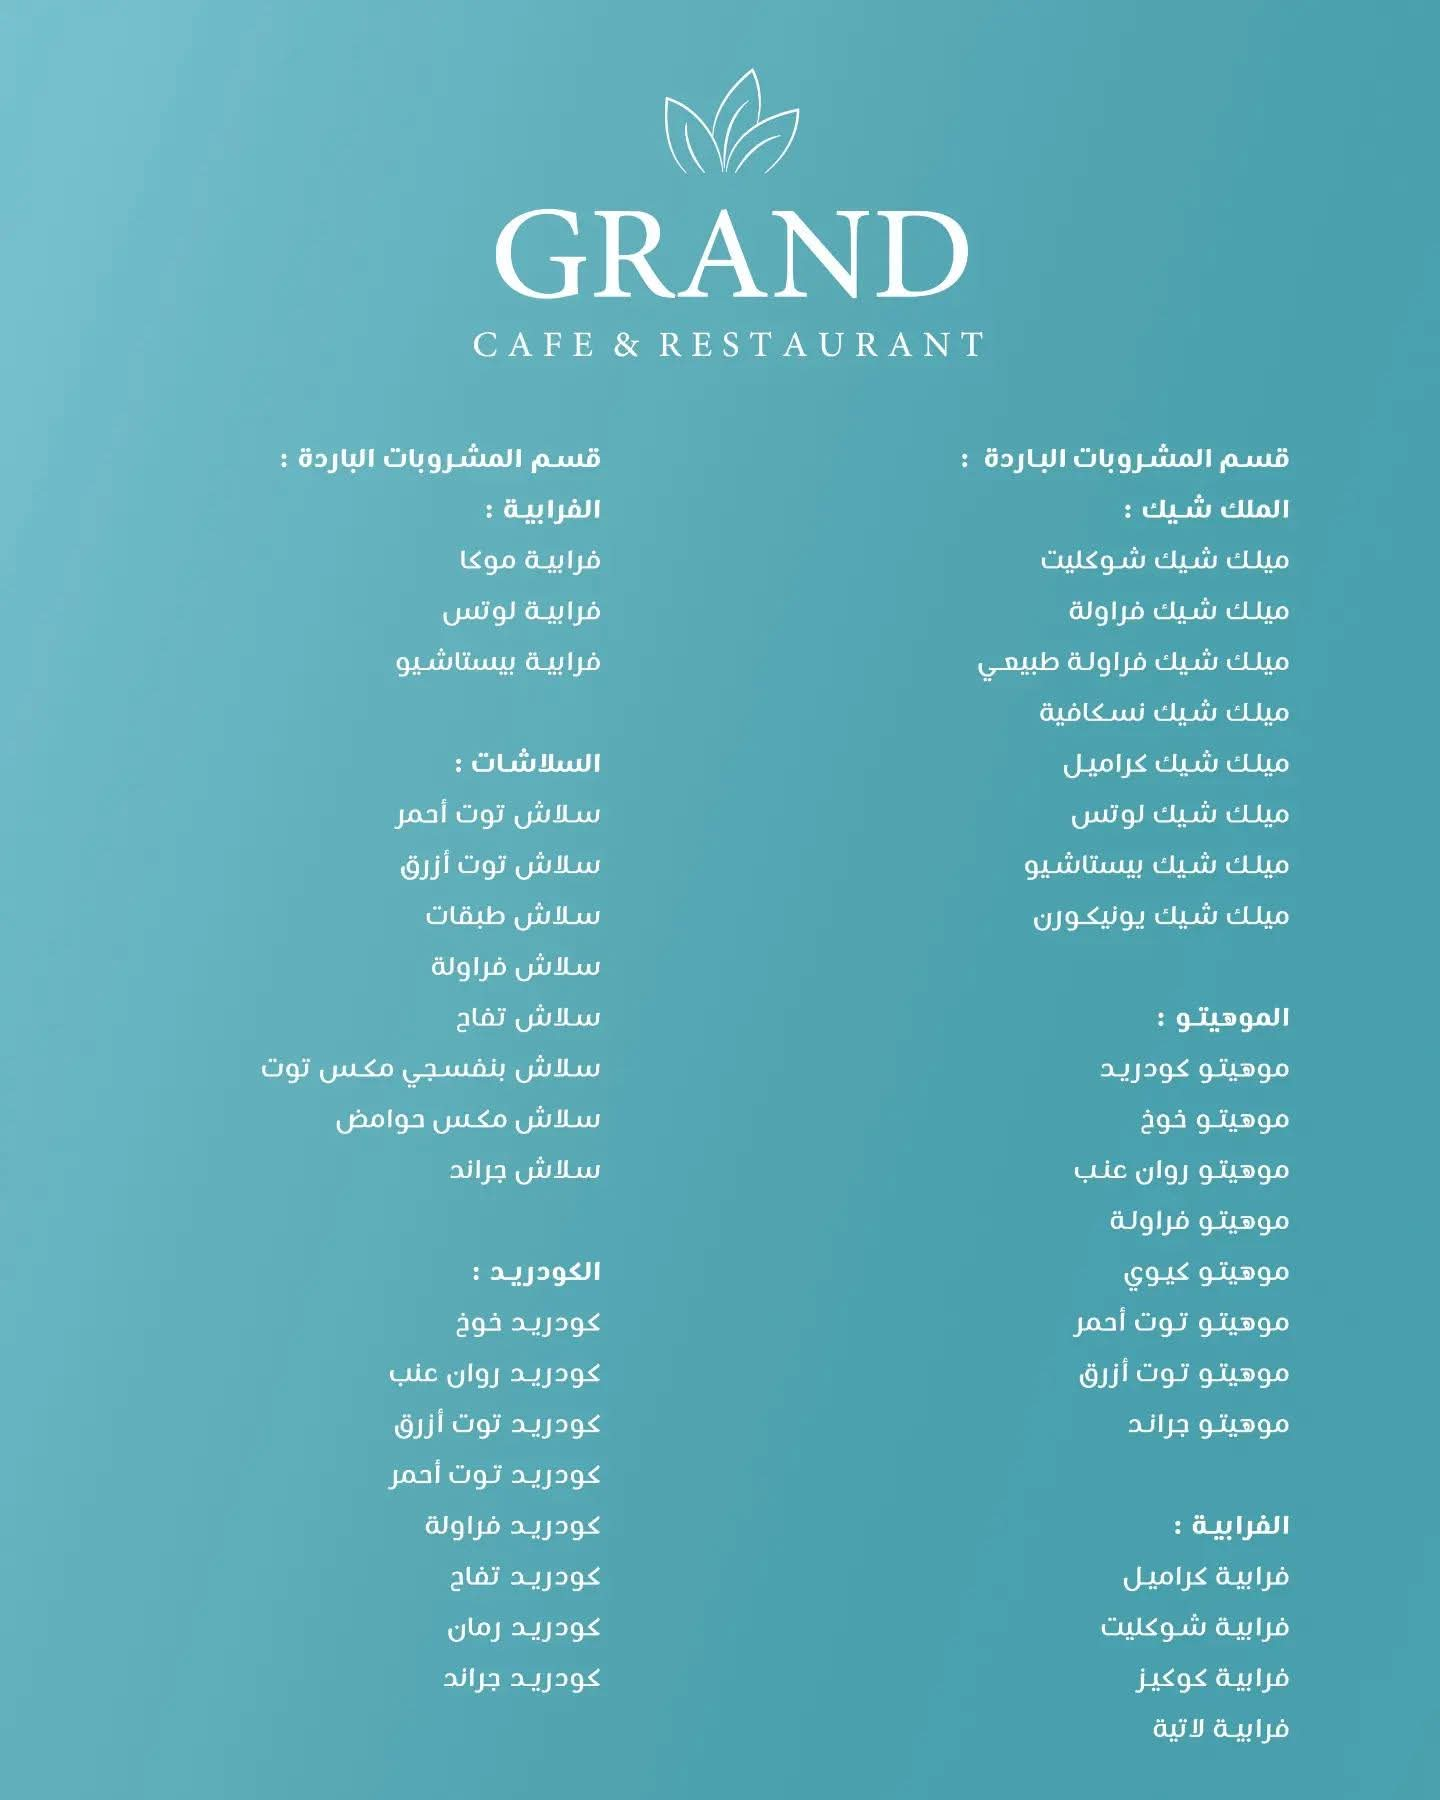 GRAND
CAFE & RESTAURANT
قسم المشروبات الباردة :
الملك شيك :
ميلك شيك شوكليت
ميلك شيك فراولة
ميلك شيك فراولة طبيعي
ميلك شيك نسكافية
ميلك شيك كراميل
ميلك شيك لوتس
ميلك شيك بيستاشيو
ميلك شيك يونيكورن
الموهيتو :
موهيتو كودريد
موهيتو خوخ
موهيتو روان عنب
موهيتو فراولة
موهيتو كيوي
موهيتو توت أحمر
موهيتو توت أزرق
موهيتو جراند
الفرابية :
فرابية كراميل
فرابية شوكليت
فرابية كوكيز
فرابية لاتية
قسم المشروبات الباردة :
الفرابية :
فرابية موكا
فرابية لوتس
فرابية بيستاشيو
السلاشات :
سلاش توت أحمر
سلاش توت أزرق
سلاش طبقات
سلاش فراولة
سلاش تفاح
سلاش بنفسجي مكس توت
سلاش مكس حوامض
سلاش جراند
الكودريد :
كودريد خوخ
كودريد روان عنب
كودريد توت أزرق
كودريد توت أحمر
كودريد فراولة
كودريد تفاح
كودريد رمان
كودريد جراند